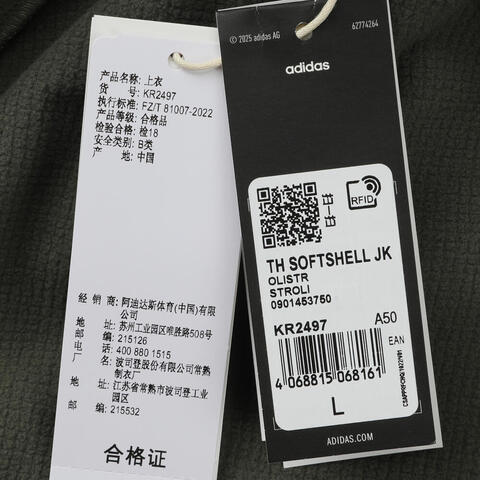 产品名称: 上衣
货 号: KR2497
执行标准: FZ/T 81007-2022
产品等级: 合格品
检验合格: 检18
安全类别: B类
产 地: 中国
经 销 商: 阿迪达斯体育(中国)有限
公司
地 址: 苏州工业园区唯胜路508号
邮 编: 215126
电 话: 400 880 1515
厂 名: 波司登股份有限公司常熟
制衣厂
地 址: 江苏省常熟市波司登工业
园区
邮 编: 215532
合格证
© 2025 adidas AG
62774264
adidas
RFID
TH SOFTSHELL JK
OLISTR
STROLI
0901453750
KR2497 A50
EAN
4 068815 068161
L
ADIDAS.COM